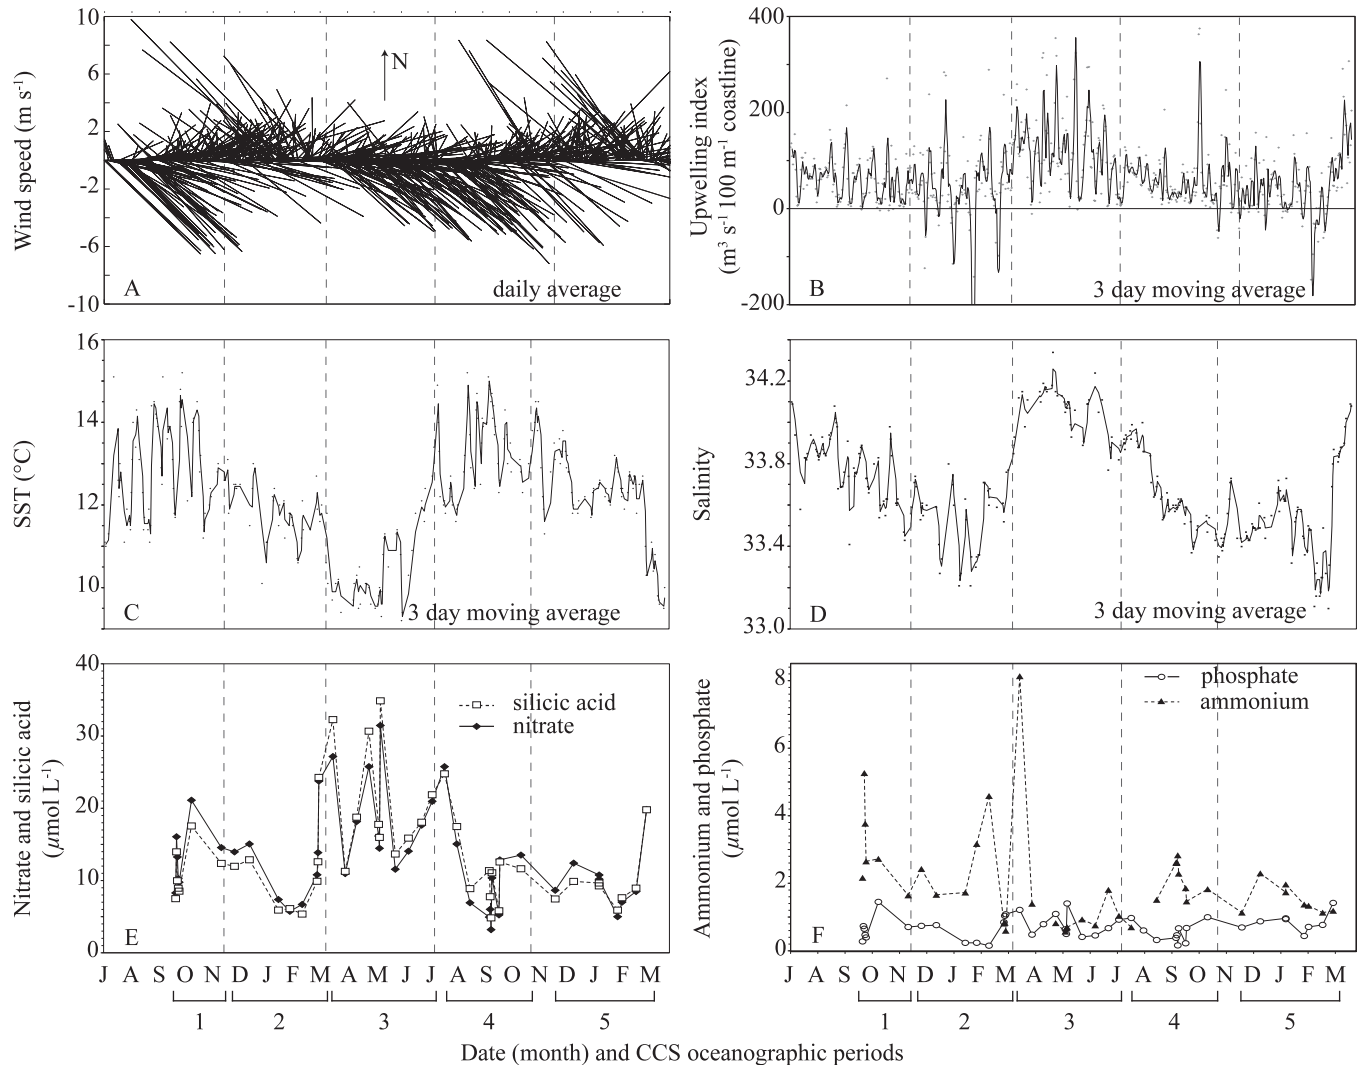 10
6
2
-2
-6
-10
Wind speed (m s-1)
N
A
daily average
400
200
0
-200
Upwelling index
(m3 s-1 100 m-1 coastline)
B
3 day moving average
16
14
12
10
SST (°C)
C
3 day moving average
34.2
33.8
33.4
33.0
Salinity
D
3 day moving average
40
30
20
10
0
Nitrate and silicic acid
(µmol L-1)
silicic acid
nitrate
E
8
6
4
2
0
Ammonium and phosphate
(µmol L-1)
phosphate
ammonium
F
J A S O N D J F M A M J J A S O N D J F M
J A S O N D J F M A M J J A S O N D J F M
1 2 3 4 5
1 2 3 4 5
Date (month) and CCS oceanographic periods